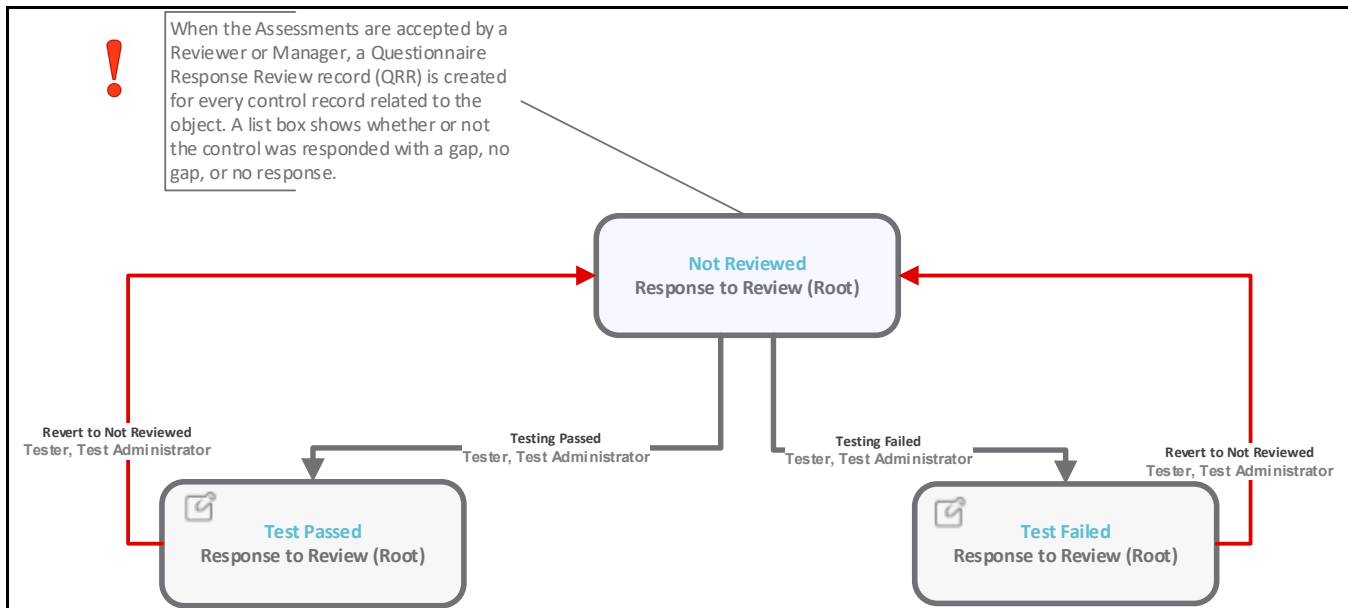 When the Assessments are accepted by a
Reviewer or Manager, a Questionnaire
Response Review record (QRR) is created
for every control record related to the
object. A list box shows whether or not
the control was responded with a gap, no
gap, or no response.
Not Reviewed
Response to Review (Root)
Revert to Not Reviewed
Tester, Test Administrator
Testing Passed
Tester, Test Administrator
Testing Failed
Tester, Test Administrator
Revert to Not Reviewed
Tester, Test Administrator
Test Passed
Response to Review (Root)
Test Failed
Response to Review (Root)